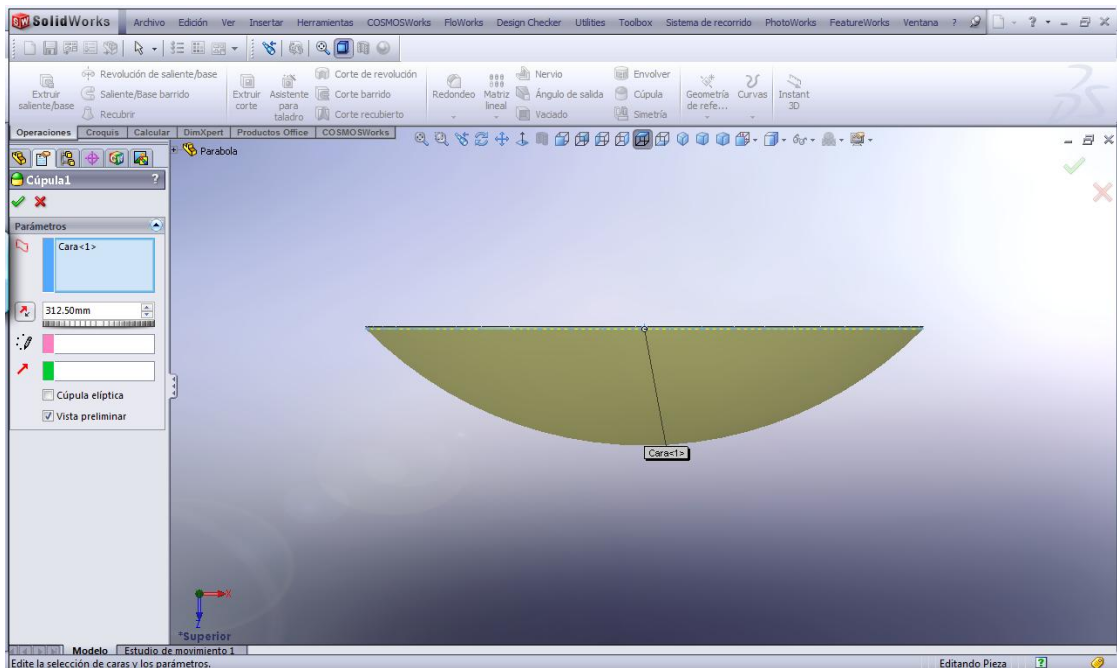 SolidWorks Archivo Edición Ver Insertar Herramientas COSMOSWorks FloWorks Design Checker Utilities Toolbox Sistema de recorrido PhotoWorks FeatureWorks Ventana ?
Extruir saliente/base
Revolución de saliente/base
Saliente/Base barrido
Recubrir
Extruir corte
Asistente para taladro
Corte de revolución
Corte barrido
Corte recubierto
Redondeo
Matriz lineal
Nervio
Ángulo de salida
Vaciado
Envolver
Cúpula
Simetría
Geometría de refe...
Curvas
Instant 3D
Operaciones Croquis Calcular DimXpert Productos Office COSMOSWorks
Parabola
Cúpula1 ?
Parámetros
Cara<1>
312.50mm
Cúpula elíptica
Vista preliminar
Cara<1>
X
Z
*Superior
Modelo Estudio de movimiento 1
Edite la selección de caras y los parámetros. Editando Pieza ?